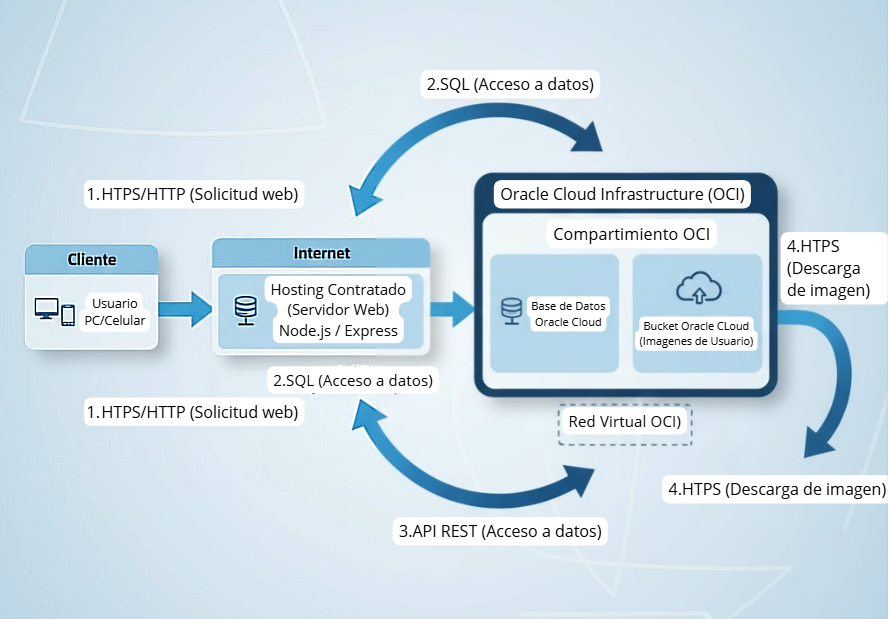 2.SQL (Acceso a datos)
1.HTPS/HTTP (Solicitud web)
Oracle Cloud Infrastructure (OCI)
Compartimiento OCI
4.HTPS
(Descarga
de imagen)
Cliente
Usuario
PC/Celular
Internet
Hosting Contratado
(Servidor Web)
Node.js / Express
Base de Datos
Oracle Cloud
Bucket Oracle CLoud
(Imagenes de Usuario)
2.SQL (Acceso a datos)
1.HTPS/HTTP (Solicitud web)
Red Virtual OCI)
4.HTPS (Descarga de imagen)
3.API REST (Acceso a datos)